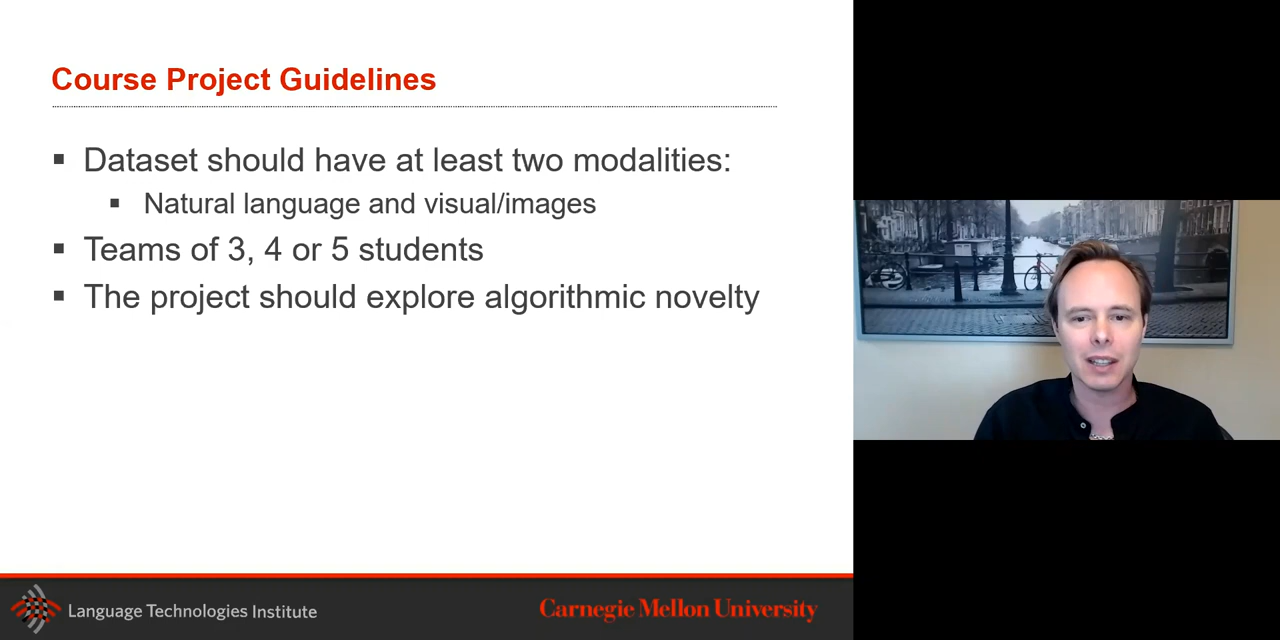 Course Project Guidelines
Dataset should have at least two modalities:
Natural language and visual/images
Teams of 3, 4 or 5 students
The project should explore algorithmic novelty
Language Technologies Institute
Carnegie Mellon University